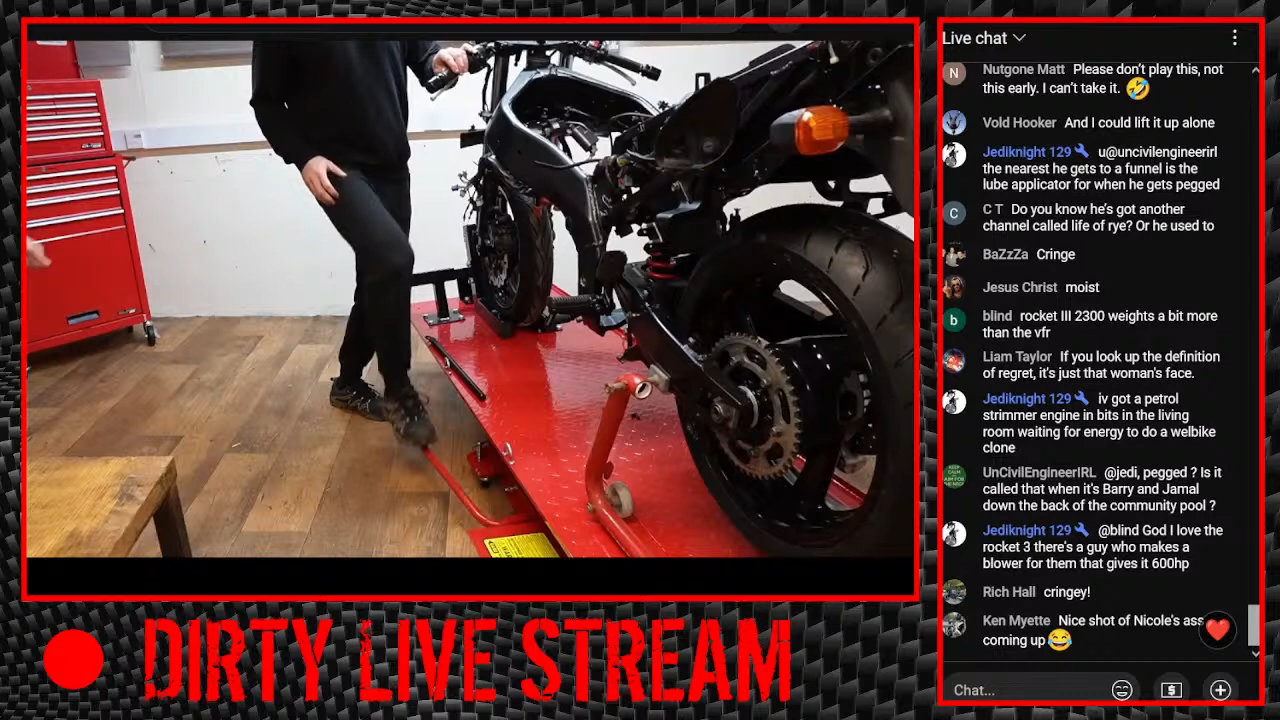 Live chat
N Nutgone Matt Please don't play this, not
this early. I can't take it. 🤣
Vold Hooker And I could lift it up alone
Jediknight 129 u@uncivilengineerirl
the nearest he gets to a funnel is the
lube applicator for when he gets pegged
C C T Do you know he's got another
channel called life of rye? Or he used to
BaZzZa Cringe
Jesus Christ moist
b blind rocket III 2300 weights a bit more
than the vfr
Liam Taylor If you look up the definition
of regret, it's just that woman's face.
Jediknight 129 iv got a petrol
strimmer engine in bits in the living
room waiting for energy to do a welbike
clone
UnCivilEngineerIRL @jedi, pegged ? Is it
called that when it's Barry and Jamal
down the back of the community pool ?
Jediknight 129 @blind God I love the
rocket 3 there's a guy who makes a
blower for them that gives it 600hp
Rich Hall cringey!
Ken Myette Nice shot of Nicole's ass
coming up 😂
Chat...
DIRTY LIVE STREAM